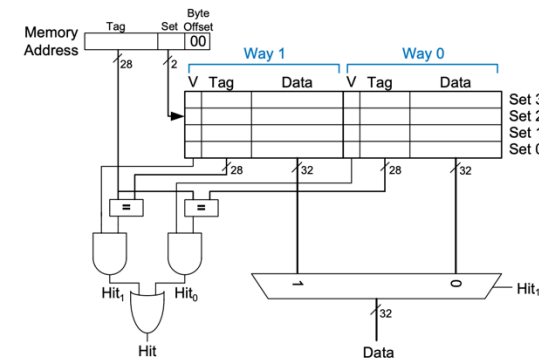 Byte
Memory Tag Set Offset
Address 00
28 2
Way 1 Way 0
V Tag Data V Tag Data
Set 3
Set 2
Set 1
Set 0
28 32 28 32
= =
1 0
Hit₁ Hit₀ Hit₁
32
Hit Data